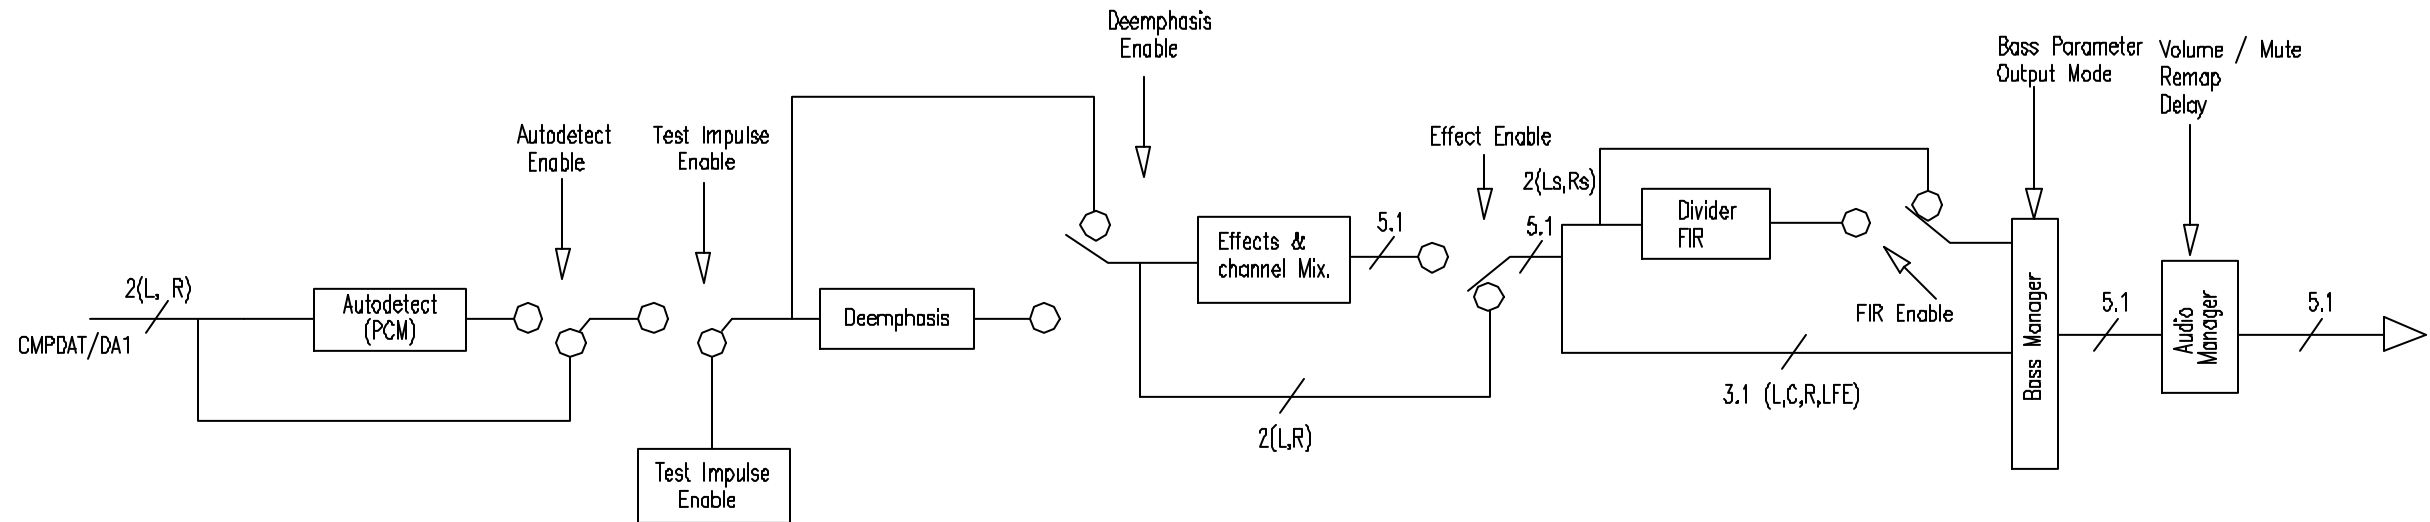 Deemphasis
Enable
Bass Parameter
Output Mode
Volume / Mute
Remap
Delay
Autodetect
Enable
Test Impulse
Enable
Effect Enable
2(Ls,Rs)
Divider
FIR
5.1
5.1
Effects &
channel Mix.
2(L, R)
CMPDAT/DA1
Autodetect
(PCM)
Deemphasis
FIR Enable
Bass Manager
5.1
Audio
Manager
5.1
3.1 (L,C,R,LFE)
2(L,R)
Test Impulse
Enable